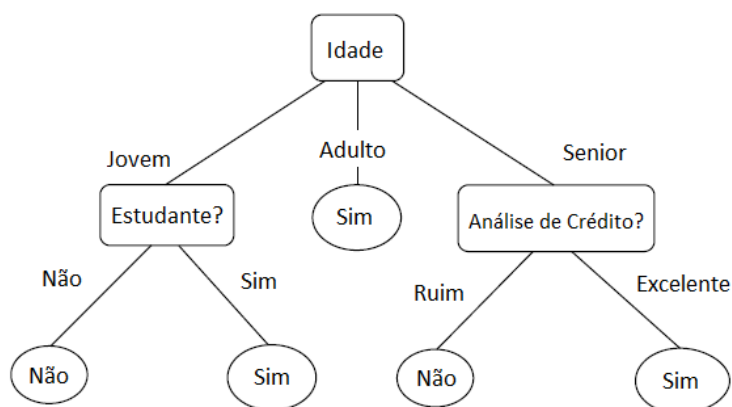 Idade
Jovem
Adulto
Senior
Estudante?
Sim
Análise de Crédito?
Não
Sim
Ruim
Excelente
Não
Sim
Não
Sim